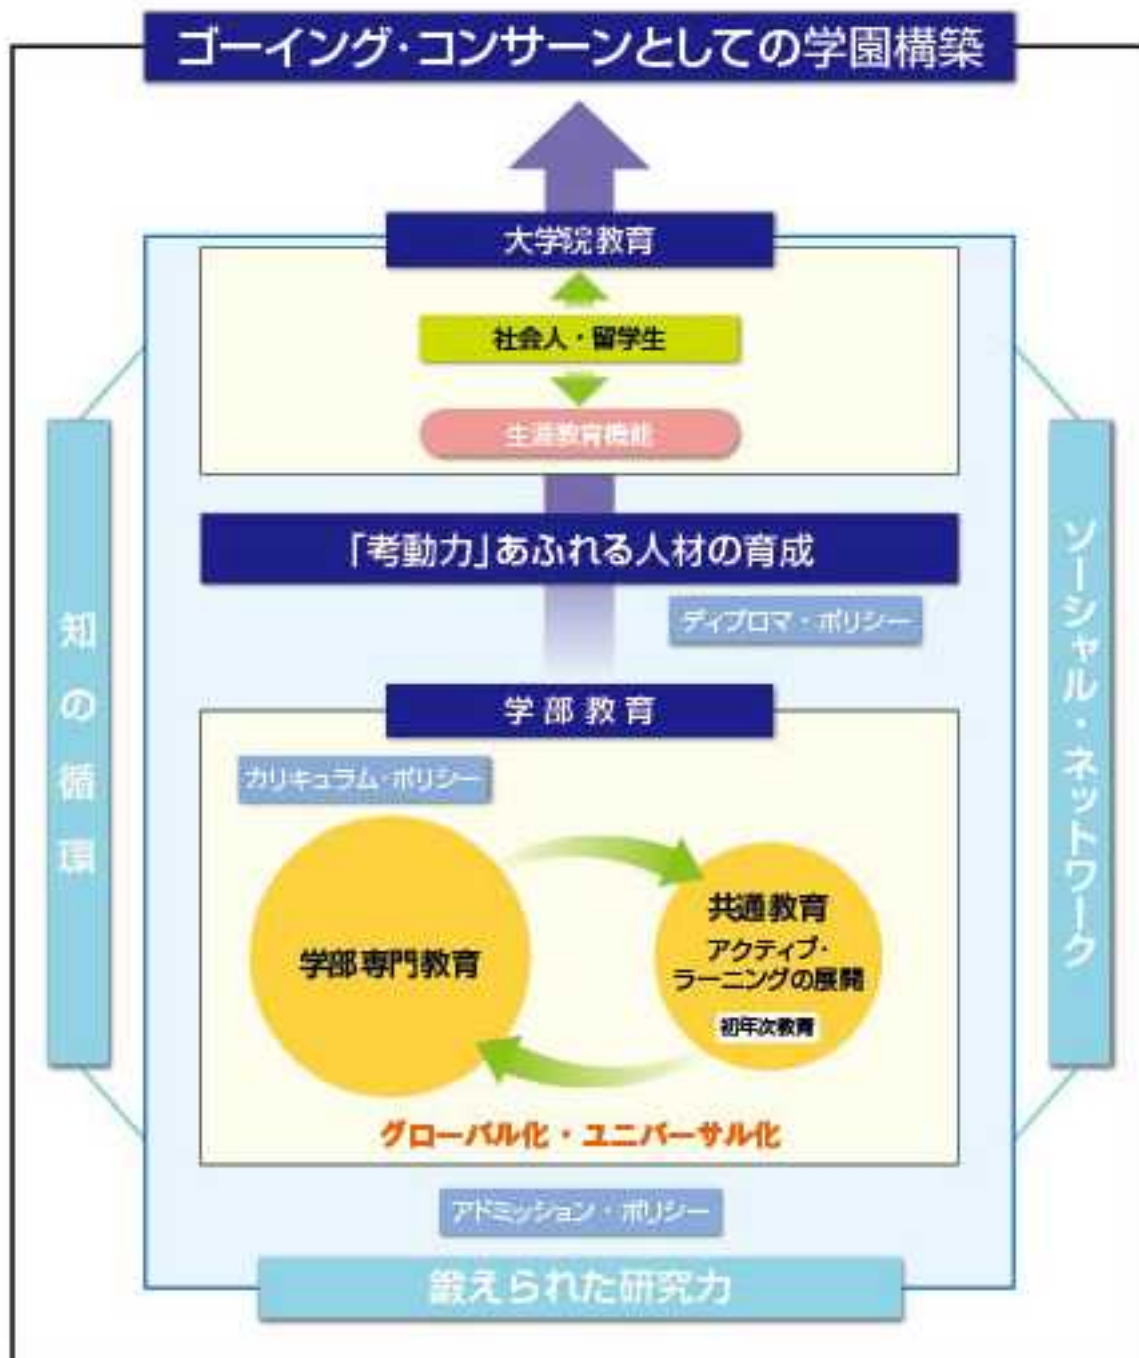 ゴーイング・コンサーンとしての学園構築
大学院教育
社会人・留学生
生涯教育機能
「考動力」あふれる人材の育成
ディプロマ・ポリシー
知の循環
ソーシャル・ネットワーク
学部教育
カリキュラム・ポリシー
学部専門教育
共通教育
アクティブ・
ラーニングの展開
初年次教育
グローバル化・ユニバーサル化
アドミッション・ポリシー
鍛えられた研究力